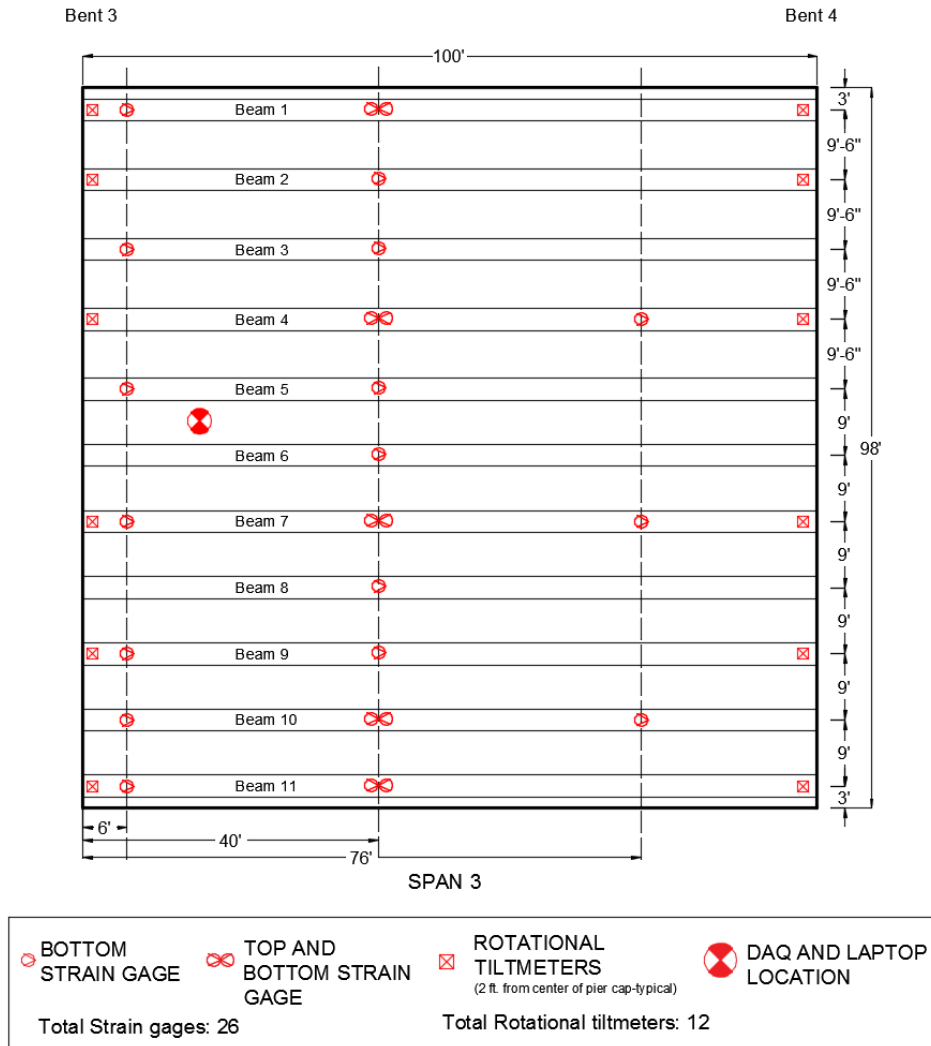 Bent 3
Bent 4
100'
3'
Beam 1
9'-6"
Beam 2
9'-6"
Beam 3
9'-6"
Beam 4
9'-6"
Beam 5
9'
98'
Beam 6
9'
Beam 7
9'
Beam 8
9'
Beam 9
9'
Beam 10
9'
Beam 11
3'
6'
40'
76'
SPAN 3
BOTTOM
STRAIN GAGE
TOP AND
BOTTOM STRAIN
GAGE
ROTATIONAL
TILTMETERS
(2 ft. from center of pier cap-typical)
DAQ AND LAPTOP
LOCATION
Total Strain gages: 26
Total Rotational tiltmeters: 12